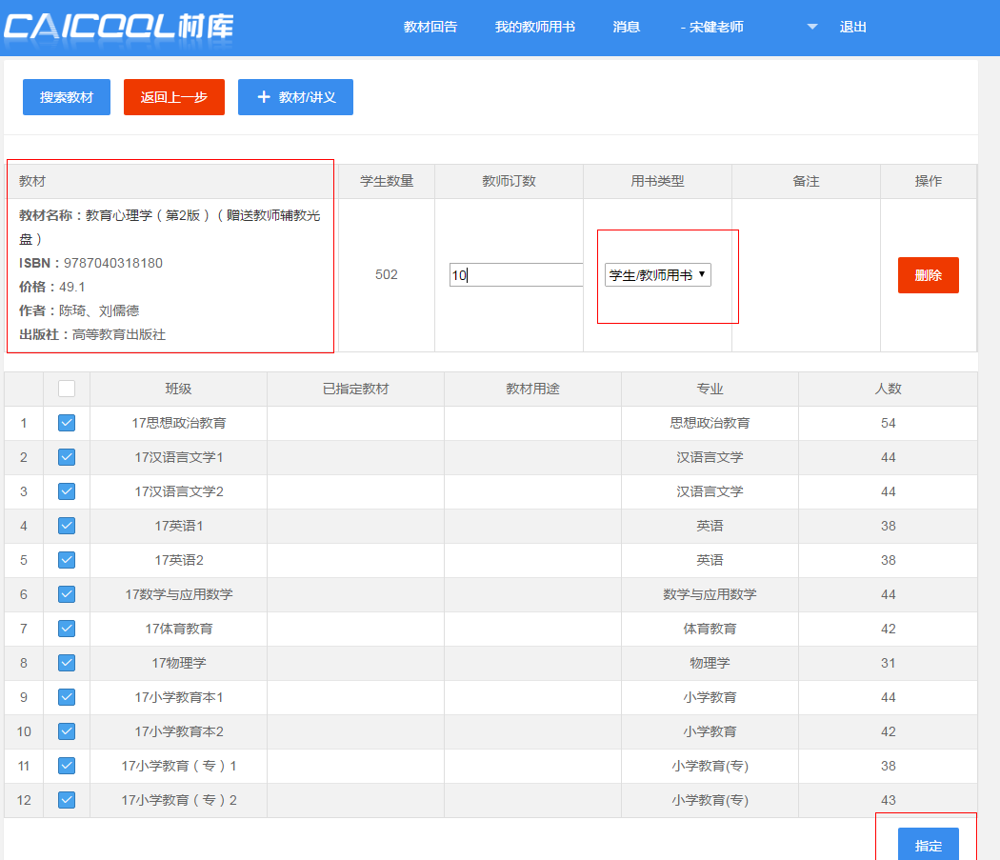 CAICOOL村库 教材回告 我的教师用书 消息 - 宋健老师 退出
搜索教材 返回上一步 + 教材/讲义
教材 学生数量 教师订数 用书类型 备注 操作
教材名称：教育心理学（第2版）（赠送教师辅教光
盘）
ISBN：9787040318180
价格：49.1
作者：陈琦、刘儒德
出版社：高等教育出版社
502 10 学生/教师用书 删除
班级 已指定教材 教材用途 专业 人数
1 17思想政治教育 思想政治教育 54
2 17汉语言文学1 汉语言文学 44
3 17汉语言文学2 汉语言文学 44
4 17英语1 英语 38
5 17英语2 英语 38
6 17数学与应用数学 数学与应用数学 44
7 17体育教育 体育教育 42
8 17物理学 物理学 31
9 17小学教育本1 小学教育 44
10 17小学教育本2 小学教育 42
11 17小学教育（专）1 小学教育(专) 38
12 17小学教育（专）2 小学教育(专) 43
指定